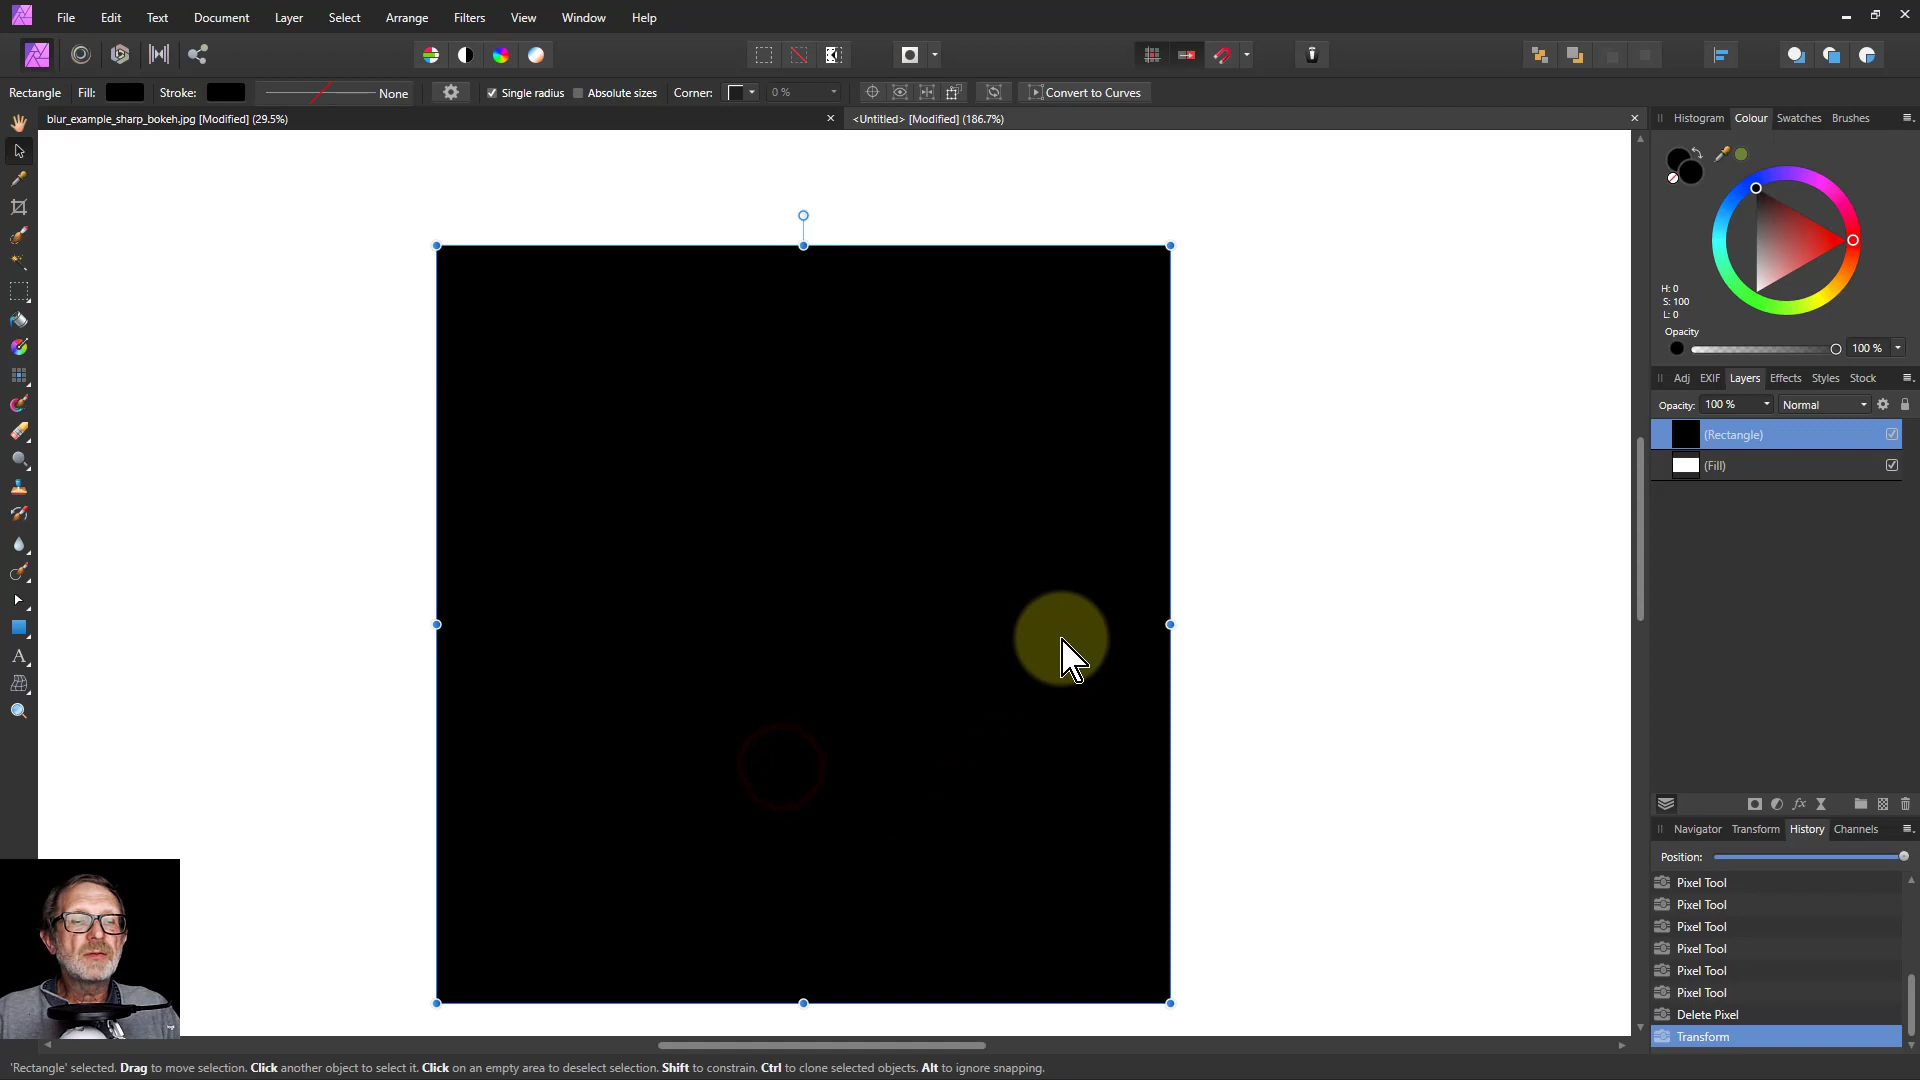 File Edit Text Document Layer Select Arrange Filters View Window Help
Rectangle Fill: Stroke: None Single radius Absolute sizes Corner: 0 % Convert to Curves
blur_example_sharp_bokeh.jpg [Modified] (29.5%)
<Untitled> [Modified] (186.7%)
Histogram Colour Swatches Brushes
H: 0
S: 100
L: 0
Opacity
100 %
Adj EXIF Layers Effects Styles Stock
Opacity: 100 % Normal
(Rectangle)
(Fill)
fx
Navigator Transform History Channels
Position:
Pixel Tool
Pixel Tool
Pixel Tool
Pixel Tool
Pixel Tool
Pixel Tool
Delete Pixel
Transform
'Rectangle' selected. Drag to move selection. Click another object to select it. Click on an empty area to deselect selection. Shift to constrain. Ctrl to clone selected objects. Alt to ignore snapping.